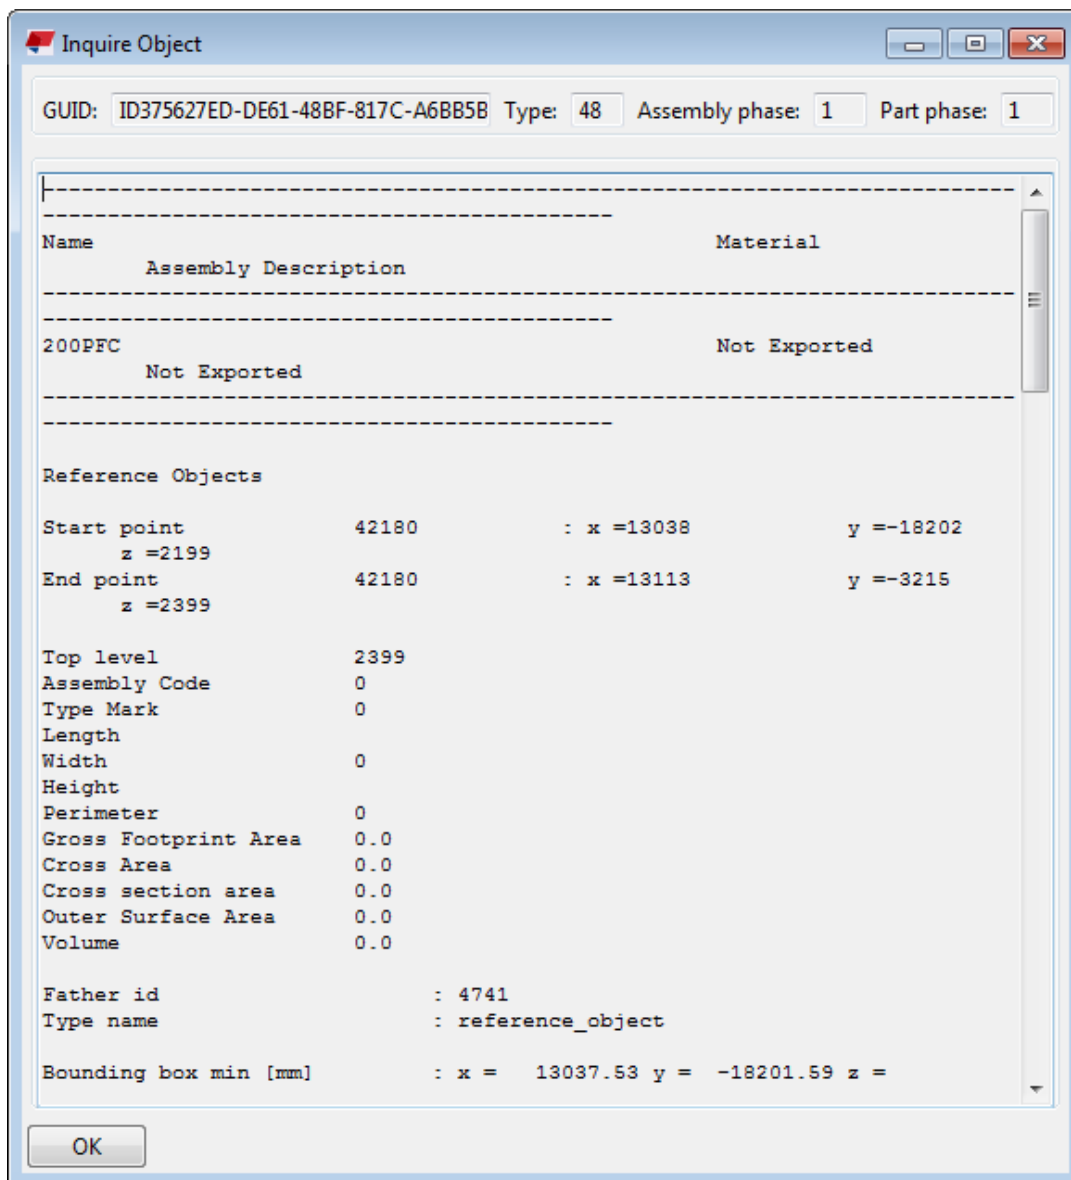 Inquire Object
GUID: ID375627ED-DE61-48BF-817C-A6BB5B Type: 48 Assembly phase: 1 Part phase: 1
---------------------------------------------------------------------------
--------------------------------------------
Name Material
Assembly Description
---------------------------------------------------------------------------
--------------------------------------------
200PFC Not Exported
Not Exported
---------------------------------------------------------------------------
--------------------------------------------
Reference Objects
Start point 42180 : x =13038 y =-18202
z =2199
End point 42180 : x =13113 y =-3215
z =2399
Top level 2399
Assembly Code 0
Type Mark 0
Length
Width 0
Height
Perimeter 0
Gross Footprint Area 0.0
Cross Area 0.0
Cross section area 0.0
Outer Surface Area 0.0
Volume 0.0
Father id : 4741
Type name : reference_object
Bounding box min [mm] : x = 13037.53 y = -18201.59 z =
OK